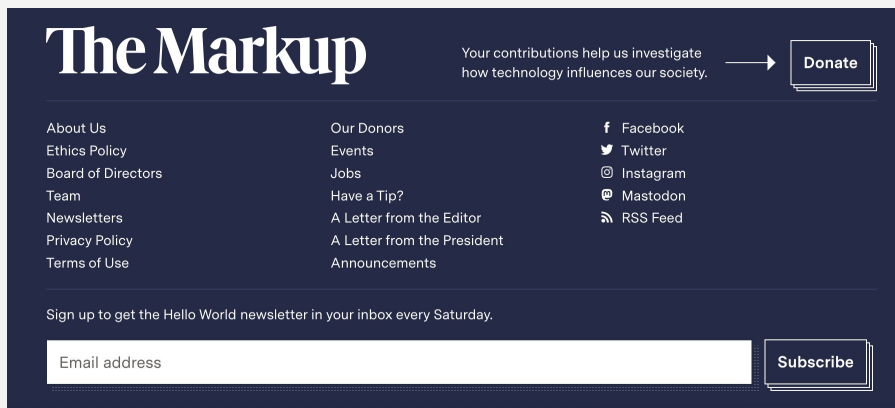 The Markup
Your contributions help us investigate
how technology influences our society.
Donate
About Us
Ethics Policy
Board of Directors
Team
Newsletters
Privacy Policy
Terms of Use
Our Donors
Events
Jobs
Have a Tip?
A Letter from the Editor
A Letter from the President
Announcements
Facebook
Twitter
Instagram
Mastodon
RSS Feed
Sign up to get the Hello World newsletter in your inbox every Saturday.
Email address
Subscribe